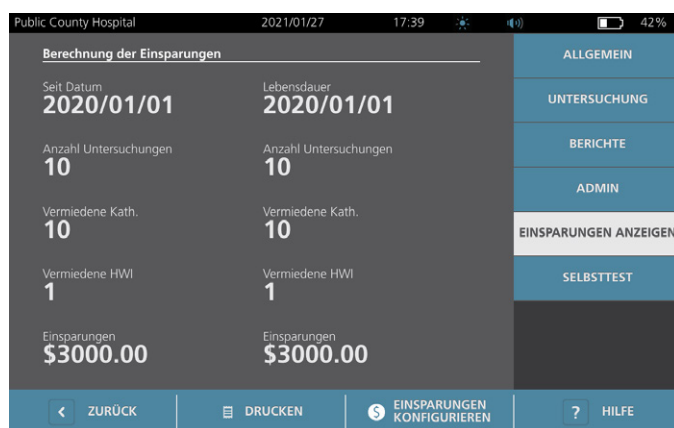 Public County Hospital 2021/01/27 17:39 42%
Berechnung der Einsparungen
Seit Datum Lebensdauer
2020/01/01 2020/01/01
Anzahl Untersuchungen Anzahl Untersuchungen
10 10
Vermiedene Kath. Vermiedene Kath.
10 10
Vermiedene HWI Vermiedene HWI
1 1
Einsparungen Einsparungen
$3000.00 $3000.00
ALLGEMEIN
UNTERSUCHUNG
BERICHTE
ADMIN
EINSPARUNGEN ANZEIGEN
SELBSTTEST
< ZURÜCK DRUCKEN $ EINSPARUNGEN ? HILFE
KONFIGURIEREN